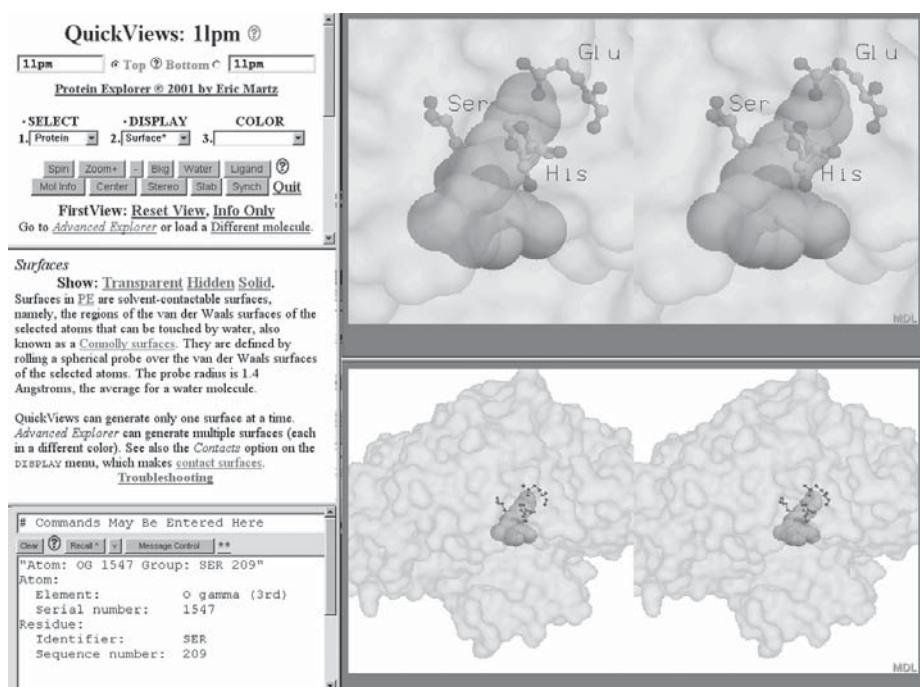 QuickViews: 1lpm ?
1lpm Top ? Bottom 1lpm
Protein Explorer © 2001 by Eric Martz
·SELECT ·DISPLAY COLOR
1. Protein 2. Surface* 3.
Spin Zoom+ - Bkg Water Ligand ?
Mol Info Center Stereo Slab Synch Quit
FirstView: Reset View, Info Only
Go to Advanced Explorer or load a Different molecule.
Surfaces
Show: Transparent Hidden Solid.
Surfaces in PE are solvent-contactable surfaces,
namely, the regions of the van der Waals surfaces of the
selected atoms that can be touched by water, also
known as a Connolly surfaces. They are defined by
rolling a spherical probe over the van der Waals surfaces
of the selected atoms. The probe radius is 1.4
Angstroms, the average for a water molecule.
QuickViews can generate only one surface at a time.
Advanced Explorer can generate multiple surfaces (each
in a different color). See also the Contacts option on the
DISPLAY menu, which makes contact surfaces.
Troubleshooting
# Commands May Be Entered Here
Clear ? Recall ^ v Message Control **
"Atom: OG 1547 Group: SER 209"
Atom:
Element: O gamma (3rd)
Serial number: 1547
Residue:
Identifier: SER
Sequence number: 209
Glu
Ser
His
Glu
Ser
His
MDL
MDL